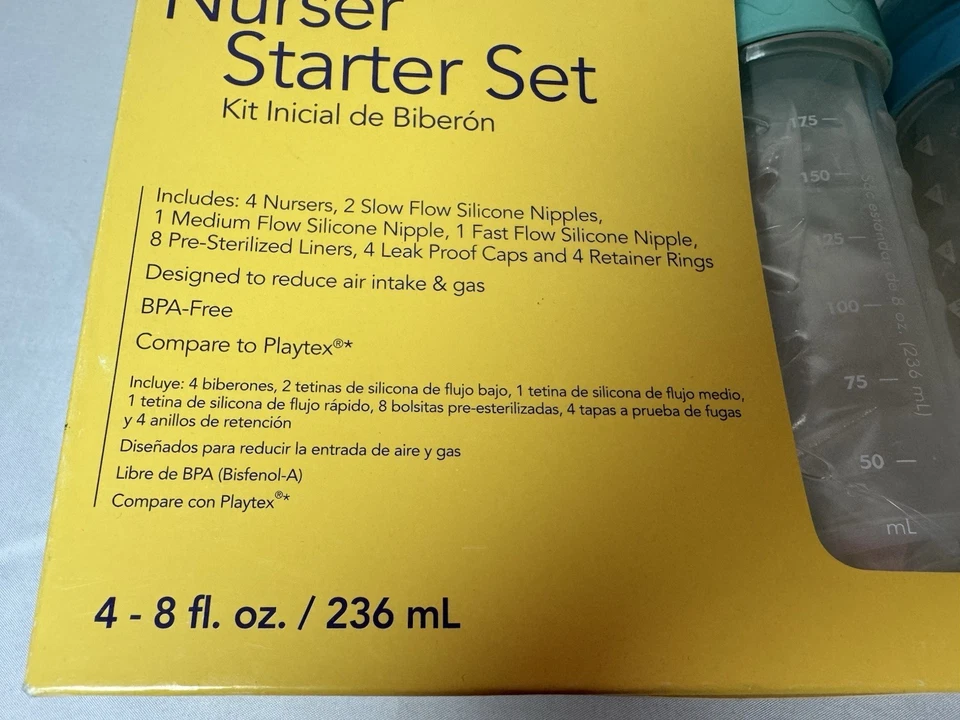 Nurser
Starter Set
Kit Inicial de Biberón
Includes: 4 Nursers, 2 Slow Flow Silicone Nipples,
1 Medium Flow Silicone Nipple, 1 Fast Flow Silicone Nipple,
8 Pre-Sterilized Liners, 4 Leak Proof Caps and 4 Retainer Rings
Designed to reduce air intake & gas
BPA-Free
Compare to Playtex®*
Incluye: 4 biberones, 2 tetinas de silicona de flujo bajo, 1 tetina de silicona de flujo medio,
1 tetina de silicona de flujo rápido, 8 bolsitas pre-esterilizadas, 4 tapas a prueba de fugas
y 4 anillos de retención
Diseñados para reducir la entrada de aire y gas
Libre de BPA (Bisfenol-A)
Compare con Playtex®*
4 - 8 fl. oz. / 236 mL
175
150
125
100
75
50
mL
de 8 oz. (236 mL)